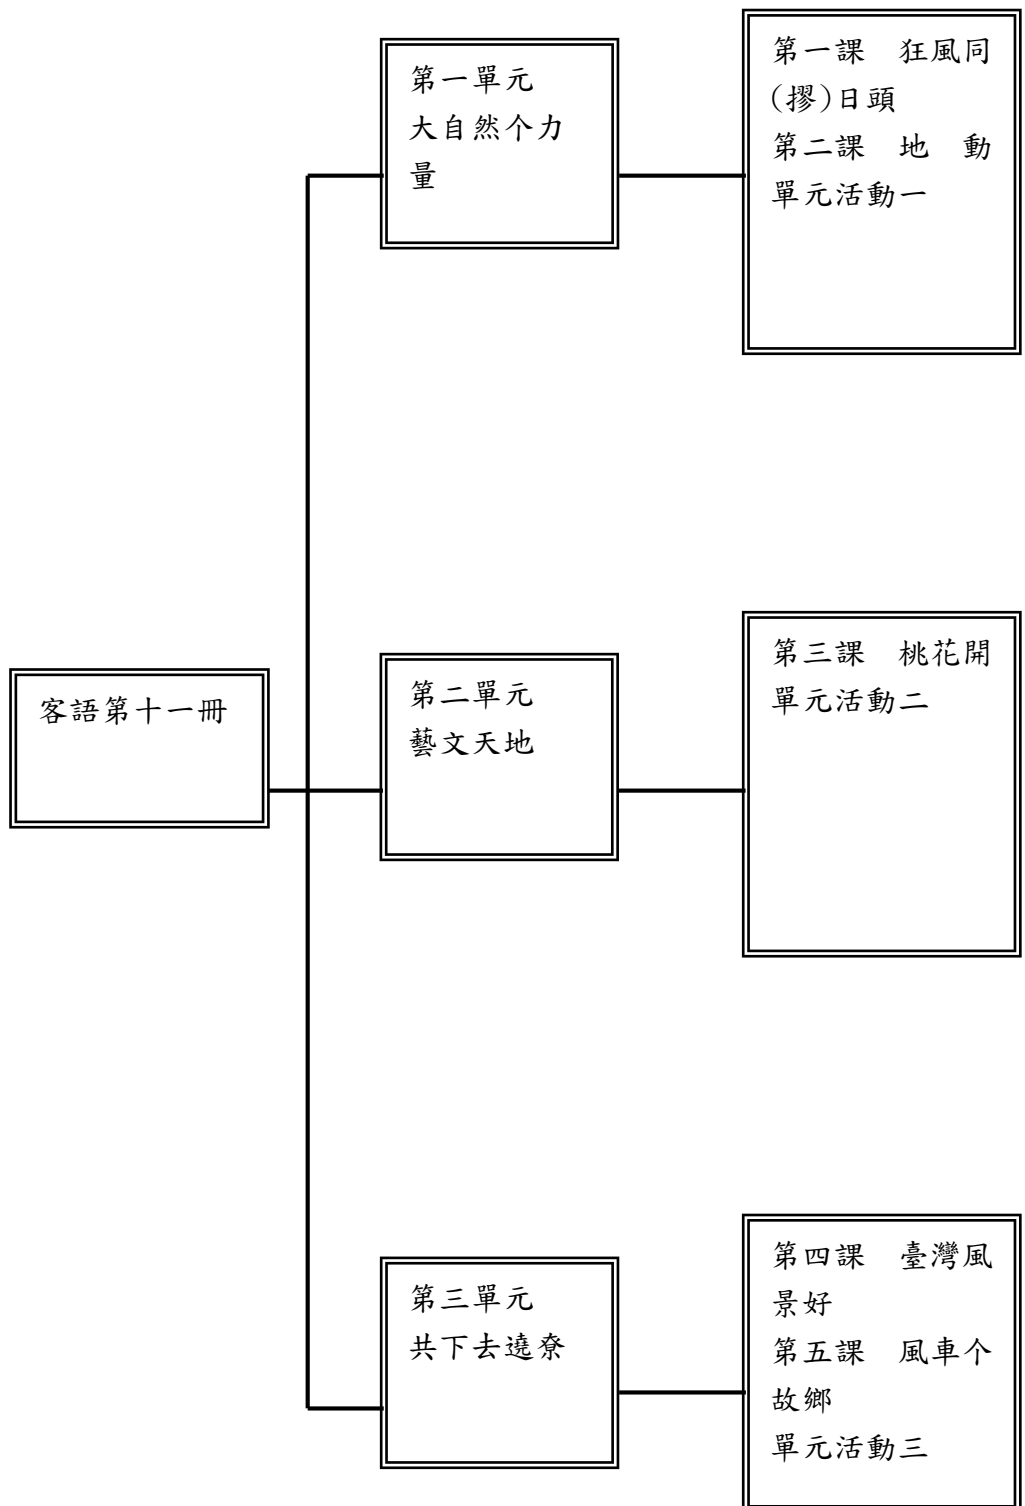 客語第十一冊
第一單元
大自然个力
量
第一課　狂風同
(摎)日頭
第二課　地　動
單元活動一
第二單元
藝文天地
第三課　桃花開
單元活動二
第三單元
共下去遶尞
第四課　臺灣風
景好
第五課　風車个
故鄉
單元活動三